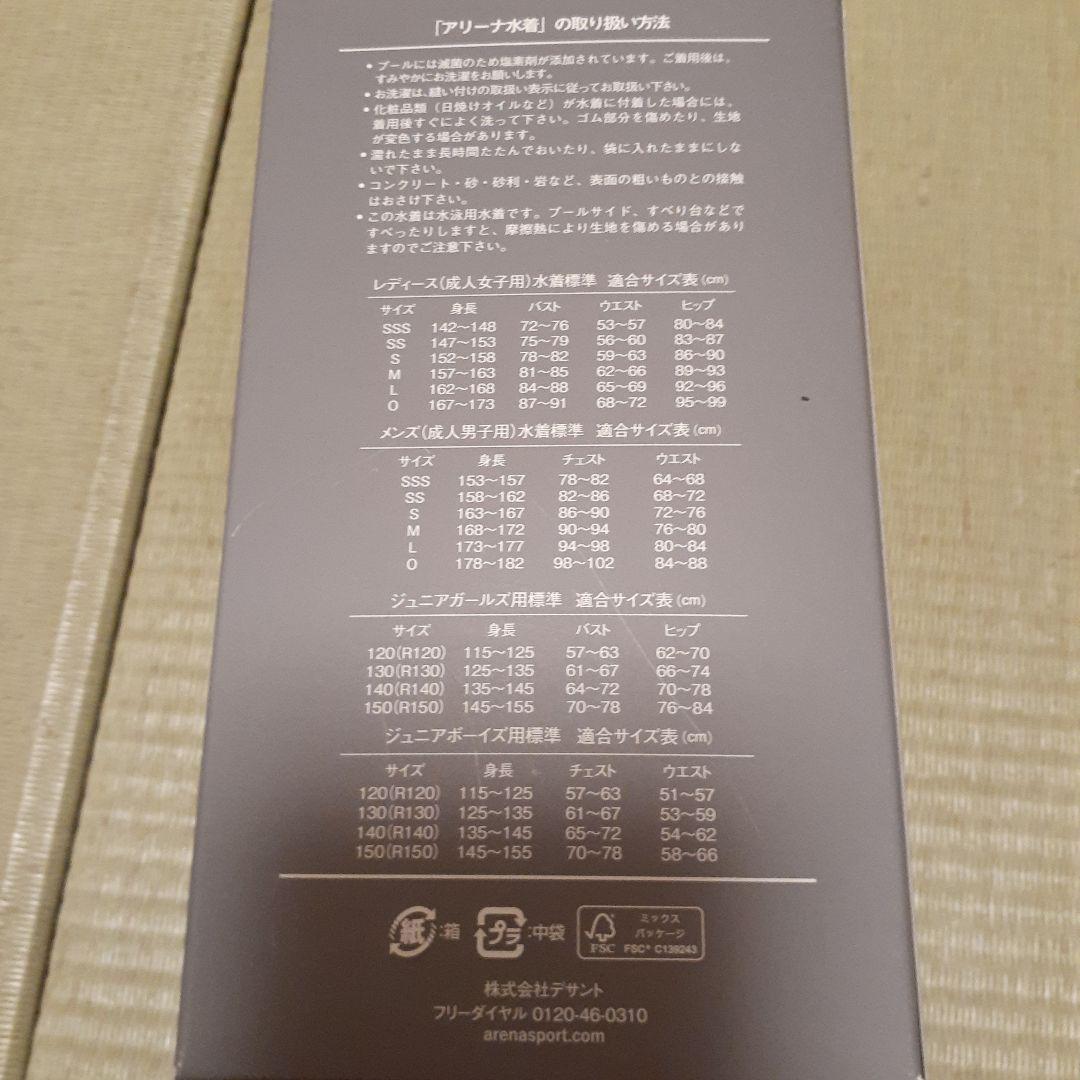 「アリーナ水着」の取り扱い方法
• プールには滅菌のため塩素剤が添加されています。ご着用後は、
すみやかにお洗濯をお願いします。
• お洗濯は、縫い付けの取扱い表示に従ってお取扱い下さい。
• 化粧品類（日焼けオイルなど）が水着に付着した場合には、
着用後すぐによく洗って下さい。ゴム部分を傷めたり、生地
が変色する場合があります。
• 濡れたまま長時間たたんでおいたり、袋に入れたままにしな
いで下さい。
• コンクリート・砂・砂利・岩など、表面の粗いものとの接触
はおさけ下さい。
• この水着は水泳用水着です。プールサイド、すべり台などで
すべったりしますと、摩擦熱により生地を傷める場合があり
ますのでご注意下さい。
レディース(成人女子用)水着標準 適合サイズ表(cm)
サイズ 身長 バスト ウエスト ヒップ
SSS 142〜148 72〜76 53〜57 80〜84
SS 147〜153 75〜79 56〜60 83〜87
S 152〜158 78〜82 59〜63 86〜90
M 157〜163 81〜85 62〜66 89〜93
L 162〜168 84〜88 65〜69 92〜96
O 167〜173 87〜91 68〜72 95〜99
メンズ(成人男子用)水着標準 適合サイズ表(cm)
サイズ 身長 チェスト ウエスト
SSS 153〜157 78〜82 64〜68
SS 158〜162 82〜86 68〜72
S 163〜167 86〜90 72〜76
M 168〜172 90〜94 76〜80
L 173〜177 94〜98 80〜84
O 178〜182 98〜102 84〜88
ジュニアガールズ用標準 適合サイズ表(cm)
サイズ 身長 バスト ヒップ
120(R120) 115〜125 57〜63 62〜70
130(R130) 125〜135 61〜67 66〜74
140(R140) 135〜145 64〜72 70〜78
150(R150) 145〜155 70〜78 76〜84
ジュニアボーイズ用標準 適合サイズ表(cm)
サイズ 身長 チェスト ウエスト
120(R120) 115〜125 57〜63 51〜57
130(R130) 125〜135 61〜67 53〜59
140(R140) 135〜145 65〜72 54〜62
150(R150) 145〜155 70〜78 58〜66
紙 :箱 プラ :中袋
FSC ミックス
パッケージ
FSC® C139243
株式会社デサント
フリーダイヤル 0120-46-0310
arenasport.com